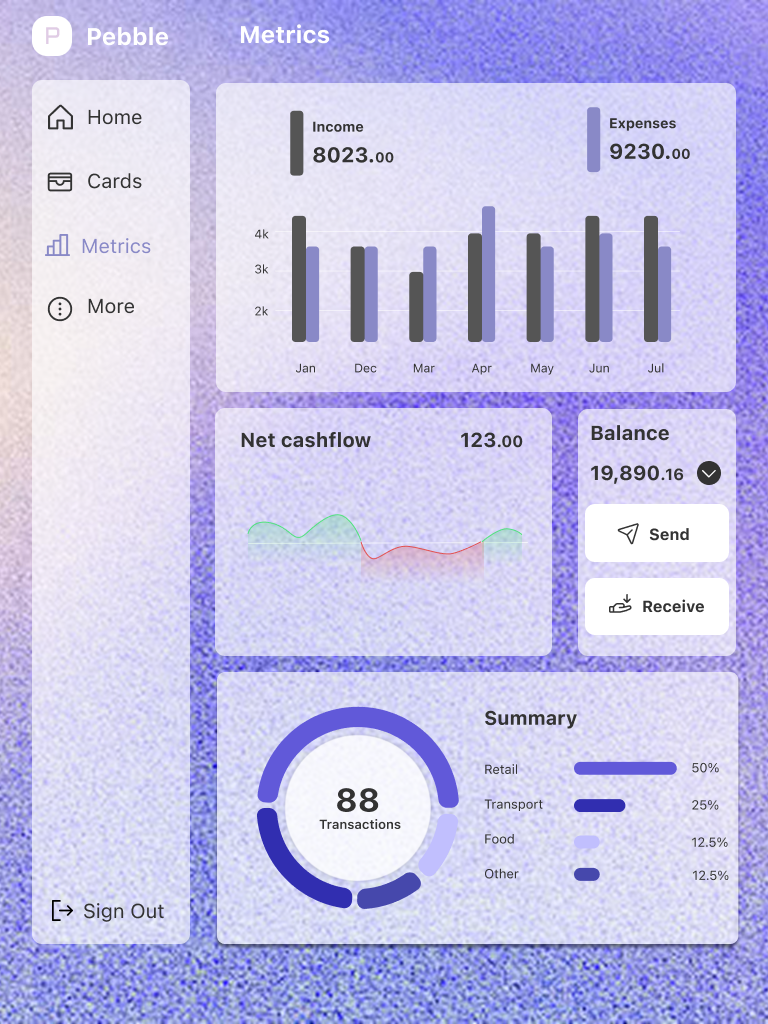 P Pebble
Metrics
Home
Cards
Metrics
More
Sign Out
Income
8023.00
Expenses
9230.00
4k
3k
2k
Jan Dec Mar Apr May Jun Jul
Net cashflow 123.00
Balance
19,890.16
Send
Receive
88
Transactions
Summary
Retail 50%
Transport 25%
Food 12.5%
Other 12.5%